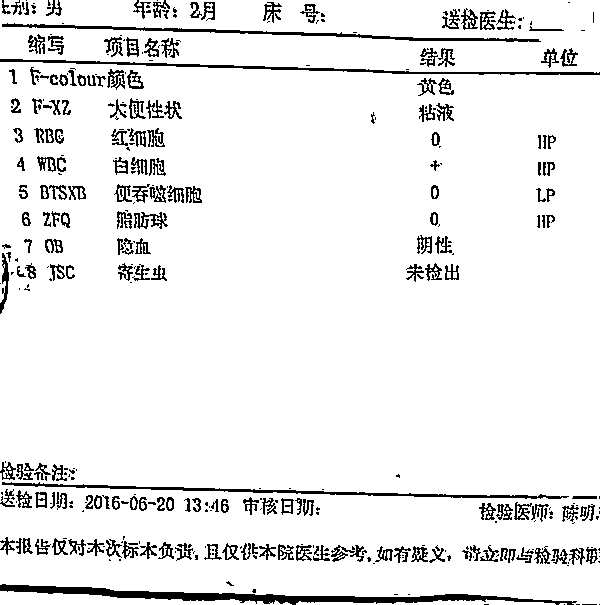 性别: 男 年龄: 2月 床 号: 送检医生:
缩写 项目名称 结果 单位
1 F-colour 颜色 黄色
2 F-XZ 大便性状 粘液
3 RBC 红细胞 0 HP
4 WBC 白细胞 + HP
5 BTSXB 便吞噬细胞 0 LP
6 ZFQ 脂肪球 0 HP
7 OB 隐血 阴性
8 JSC 寄生虫 未检出
检验备注:
送检日期: 2016-06-20 13:46 审核日期: 检验医师: 陈明
本报告仅对本次标本负责, 且仅供本院医生参考, 如有疑义, 请立即与检验科联